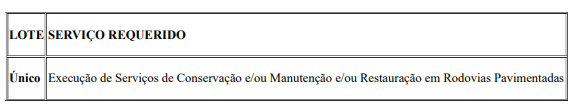 LOTE SERVIÇO REQUERIDO
Único Execução de Serviços de Conservação e/ou Manutenção e/ou Restauração em Rodovias Pavimentadas